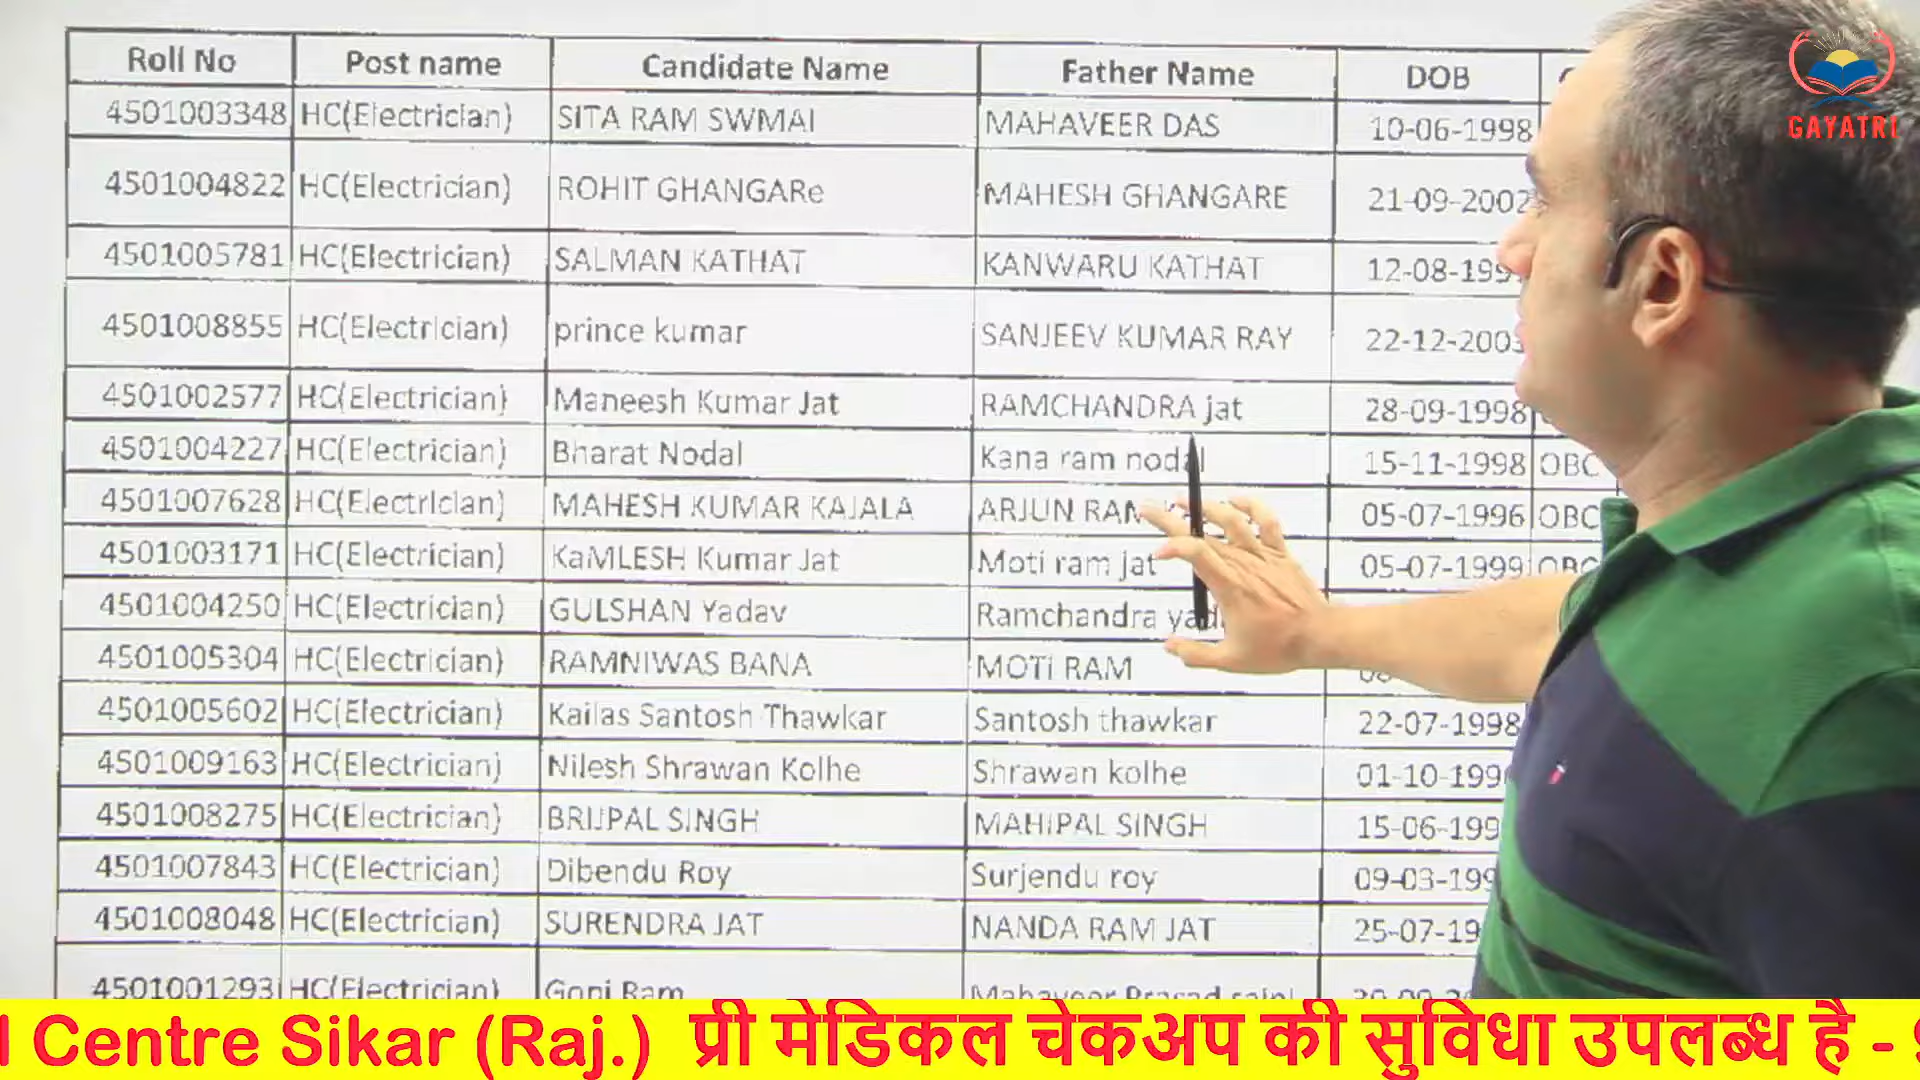 Roll No Post name Candidate Name Father Name DOB
4501003348 HC(Electrician) SITA RAM SWMAI MAHAVEER DAS 10-06-1998
4501004822 HC(Electrician) ROHIT GHANGARe MAHESH GHANGARE 21-09-2002
4501005781 HC(Electrician) SALMAN KATHAT KANWARU KATHAT 12-08-199
4501008855 HC(Electrician) prince kumar SANJEEV KUMAR RAY 22-12-2003
4501002577 HC(Electrician) Maneesh Kumar Jat RAMCHANDRA jat 28-09-1998
4501004227 HC(Electrician) Bharat Nodal Kana ram nodal 15-11-1998 OBC
4501007628 HC(Electrician) MAHESH KUMAR KAJALA ARJUN RAM 05-07-1996 OBC
4501003171 HC(Electrician) KaMLESH Kumar Jat Moti ram jat 05-07-1999 OBC
4501004250 HC(Electrician) GULSHAN Yadav Ramchandra
4501005304 HC(Electrician) RAMNIWAS BANA MOTi RAM
4501005602 HC(Electrician) Kailas Santosh Thawkar Santosh thawkar 22-07-1998
4501009163 HC(Electrician) Nilesh Shrawan Kolhe Shrawan kolhe 01-10-199
4501008275 HC(Electrician) BRIJPAL SINGH MAHIPAL SINGH 15-06-199
4501007843 HC(Electrician) Dibendu Roy Surjendu roy 09-03-199
4501008048 HC(Electrician) SURENDRA JAT NANDA RAM JAT 25-07-19
4501001293 HC(Electrician) Gopi Ram Mahaveer Prasad saini
GAYATRI
Centre Sikar (Raj.) प्री मेडिकल चेकअप की सुविधा उपलब्ध है -